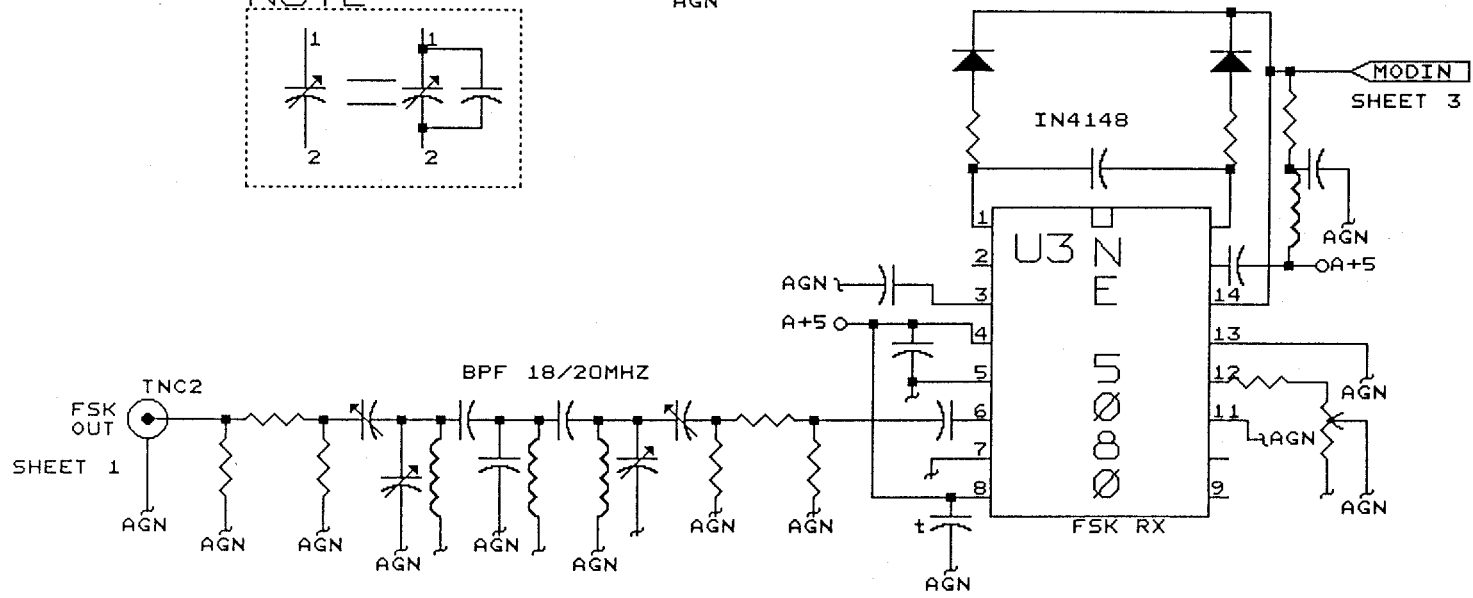 NOTE
AGN
1
1
2
2
MODIN
SHEET 3
IN4148
AGN
A+5
AGN
A+5
1
2
3
4
5
6
7
8
U3
NE 5080
14
13
12
11
9
FSK RX
AGN
AGN
AGN
BPF 18/20MHZ
TNC2
FSK
OUT
SHEET 1
AGN
AGN
AGN
AGN
AGN
AGN
AGN
AGN
t
AGN